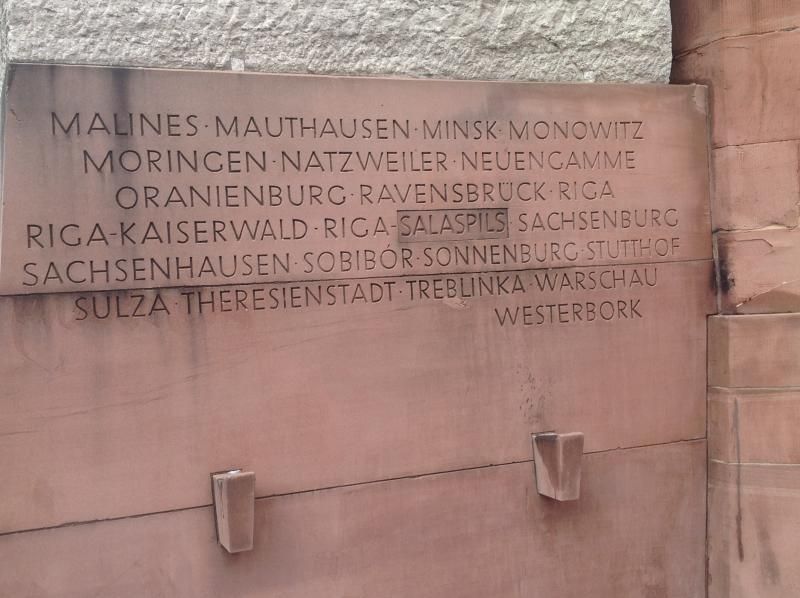 MALINES · MAUTHAUSEN · MINSK · MONOWITZ
MORINGEN · NATZWEILER · NEUENGAMME
ORANIENBURG · RAVENSBRÜCK · RIGA
RIGA-KAISERWALD · RIGA-SALASPILS · SACHSENBURG
SACHSENHAUSEN · SOBIBÓR · SONNENBURG · STUTTHOF
SULZA · THERESIENSTADT · TREBLINKA · WARSCHAU
WESTERBORK